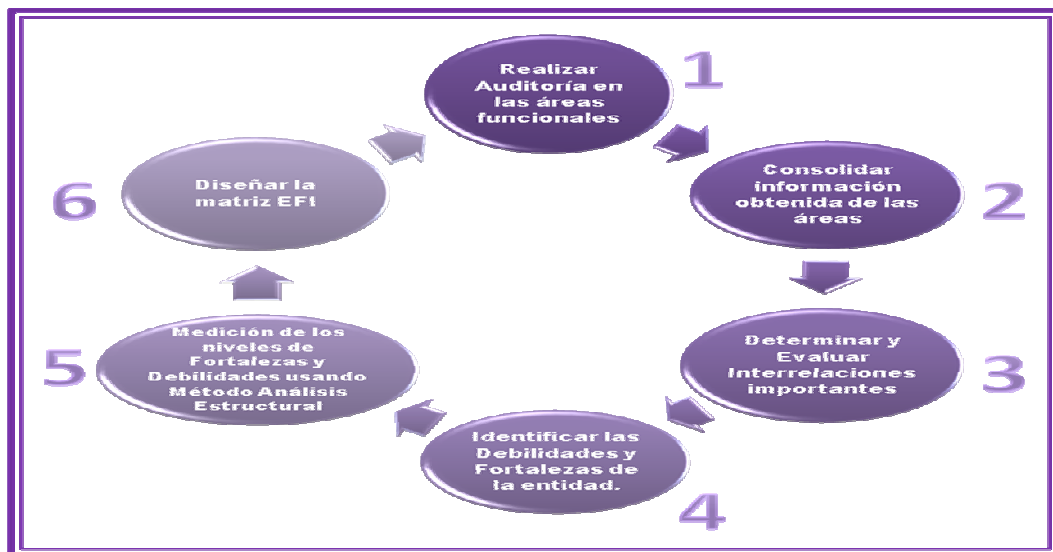 Realizar
Auditoría en
las áreas
funcionales
1
Consolidar
información
obtenida de las
áreas
2
Determinar y
Evaluar
Interrelaciones
importantes
3
Identificar las
Debilidades y
Fortalezas de
la entidad.
4
Medición de los
niveles de
Fortalezas y
Debilidades usando
Método Análisis
Estructural
5
Diseñar la
matriz EFI
6